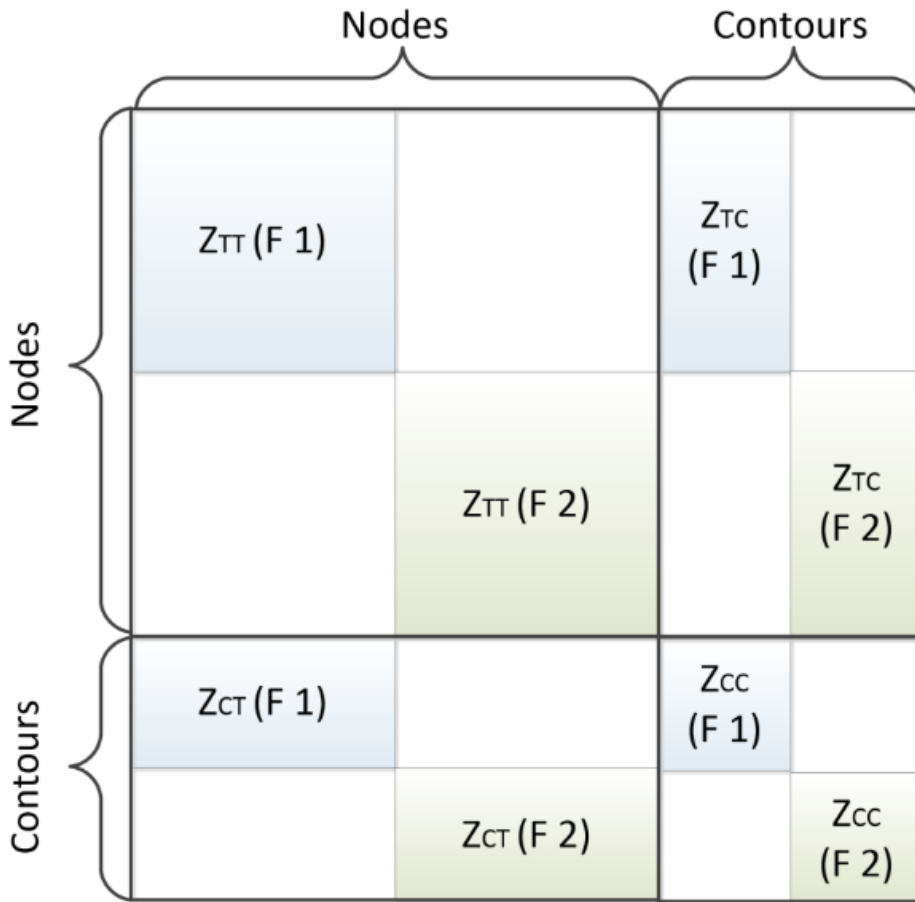 Nodes
Contours
Nodes
ZTT (F 1)
ZTC
(F 1)
ZTT (F 2)
ZTC
(F 2)
Contours
ZCT (F 1)
ZCC
(F 1)
ZCT (F 2)
ZCC
(F 2)